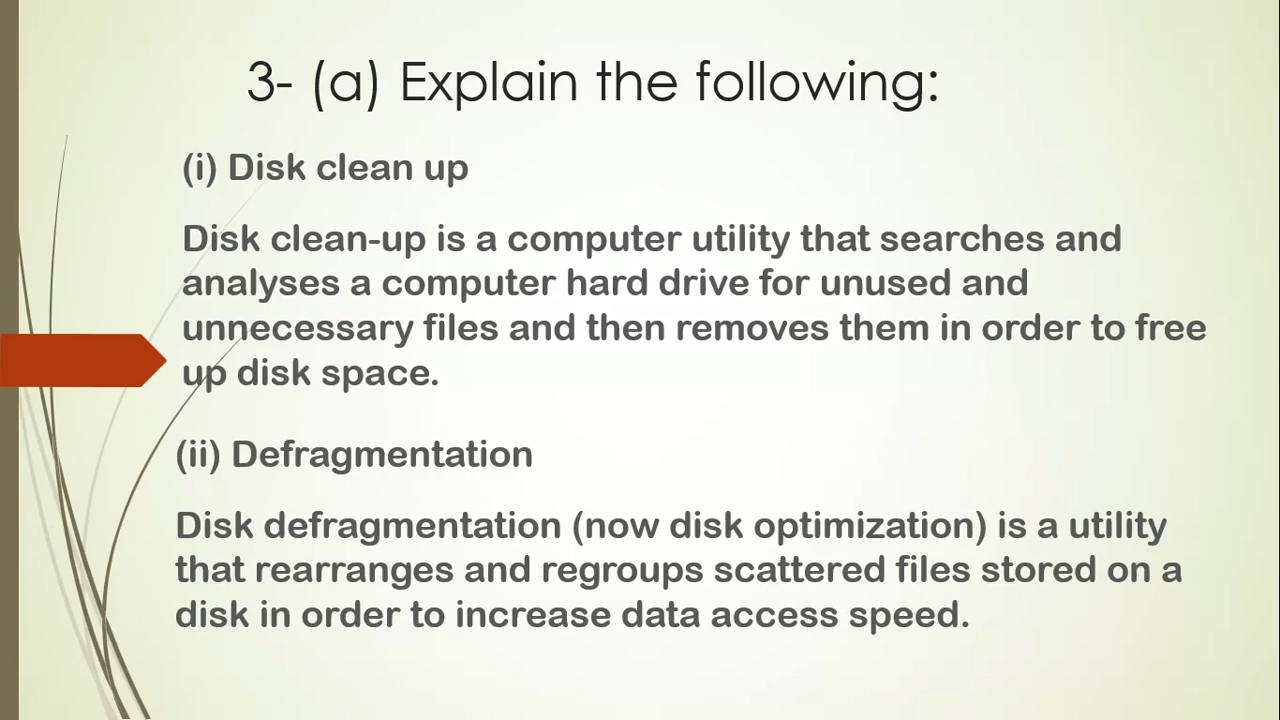 3- (a) Explain the following:
(i) Disk clean up
Disk clean-up is a computer utility that searches and
analyses a computer hard drive for unused and
unnecessary files and then removes them in order to free
up disk space.
(ii) Defragmentation
Disk defragmentation (now disk optimization) is a utility
that rearranges and regroups scattered files stored on a
disk in order to increase data access speed.